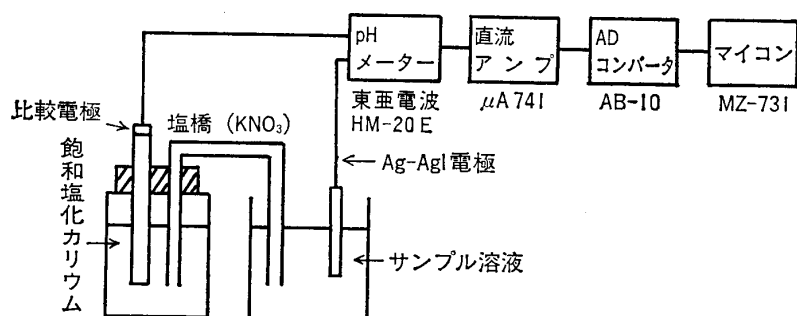 pH
メーター
東亜電波
HM-20E
直流
アンプ
μA741
AD
コンバータ
AB-10
マイコン
MZ-731
比較電極
塩橋（KNO₃）
Ag-AgI電極
飽和塩化カリウム
サンプル溶液